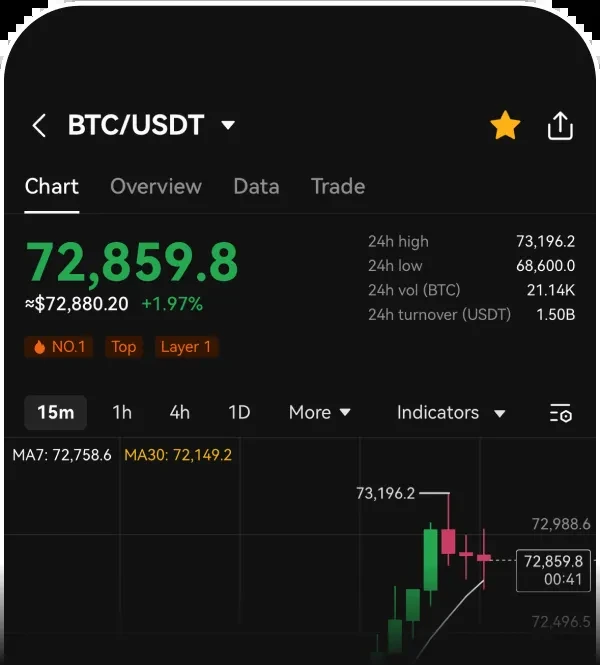 BTC/USDT
Chart Overview Data Trade
72,859.8
≈$72,880.20 +1.97%
24h high 73,196.2
24h low 68,600.0
24h vol (BTC) 21.14K
24h turnover (USDT) 1.50B
NO.1 Top Layer 1
15m 1h 4h 1D More Indicators
MA7: 72,758.6 MA30: 72,149.2
73,196.2
72,988.6
72,859.8
00:41
72,496.5